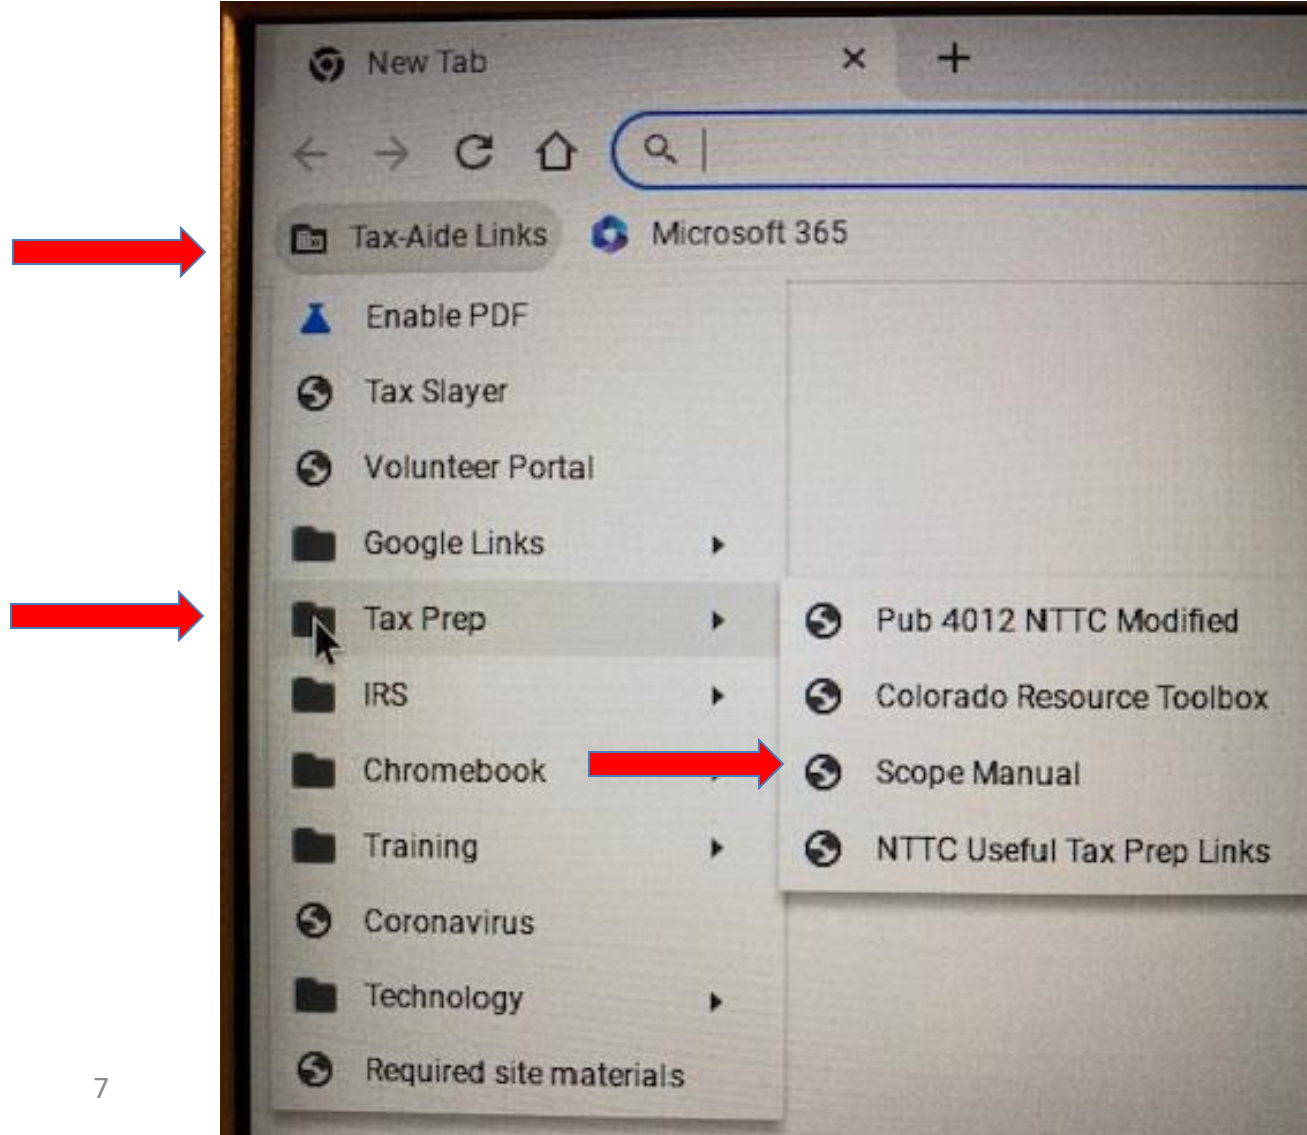 New Tab
Tax-Aide Links Microsoft 365
Enable PDF
Tax Slayer
Volunteer Portal
Google Links
Tax Prep
IRS
Chromebook
Training
Coronavirus
Technology
Required site materials
Pub 4012 NTTC Modified
Colorado Resource Toolbox
Scope Manual
NTTC Useful Tax Prep Links
7